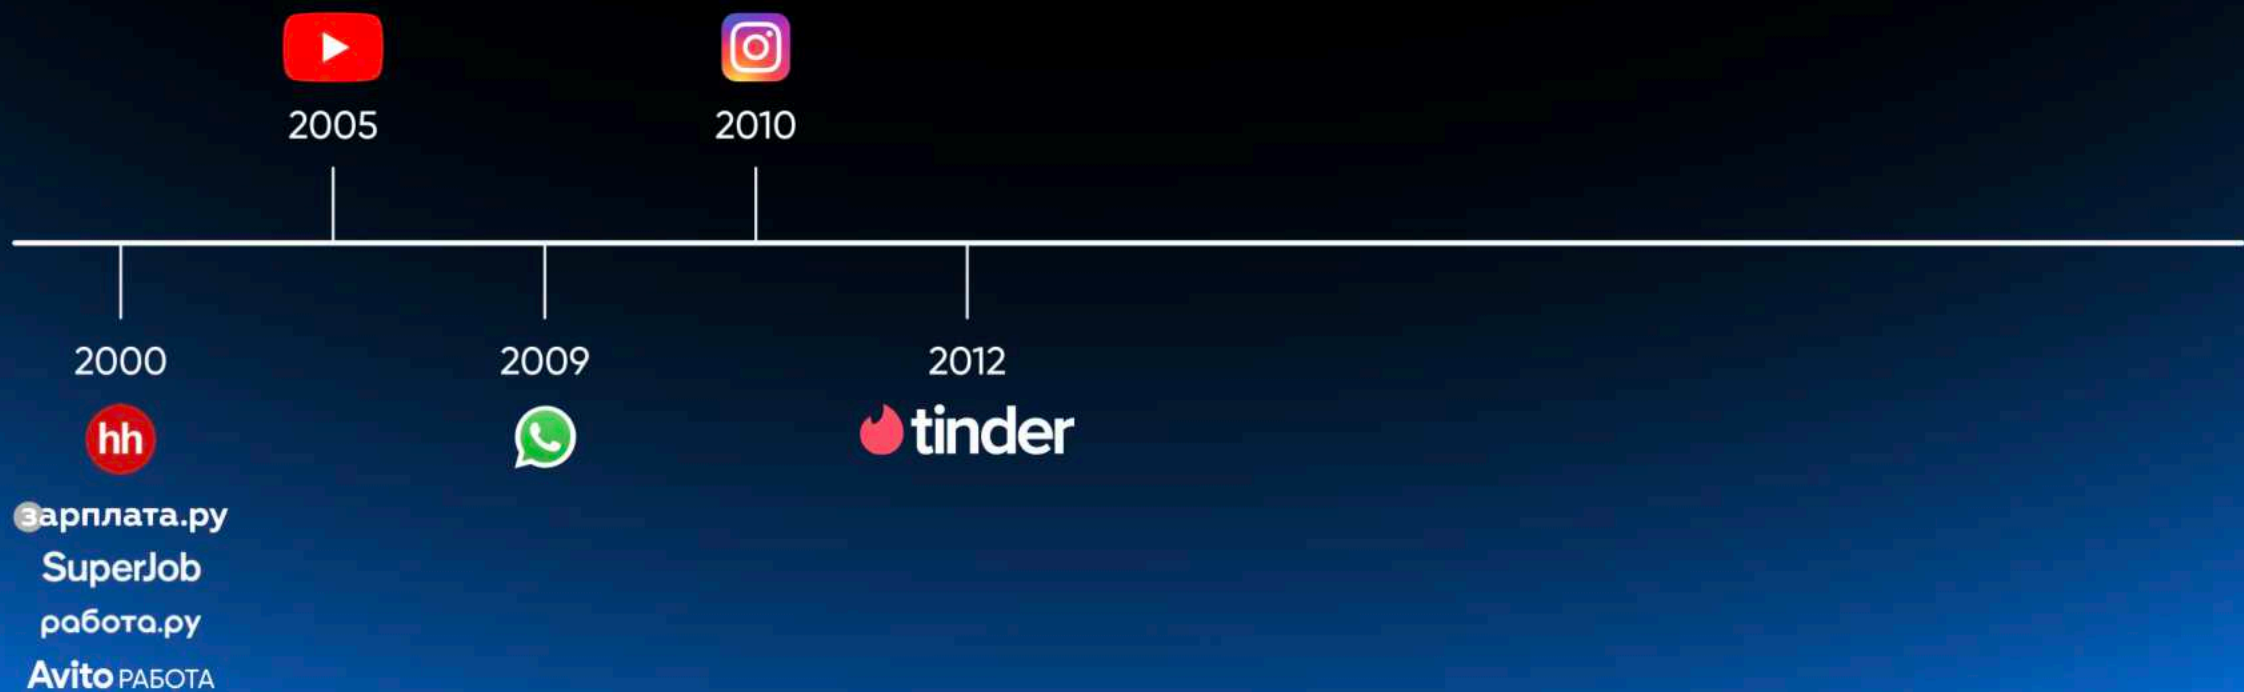 2005
2010
2000
2009
2012
hh
tinder
зарплата.ру
SuperJob
работа.ру
Avito РАБОТА